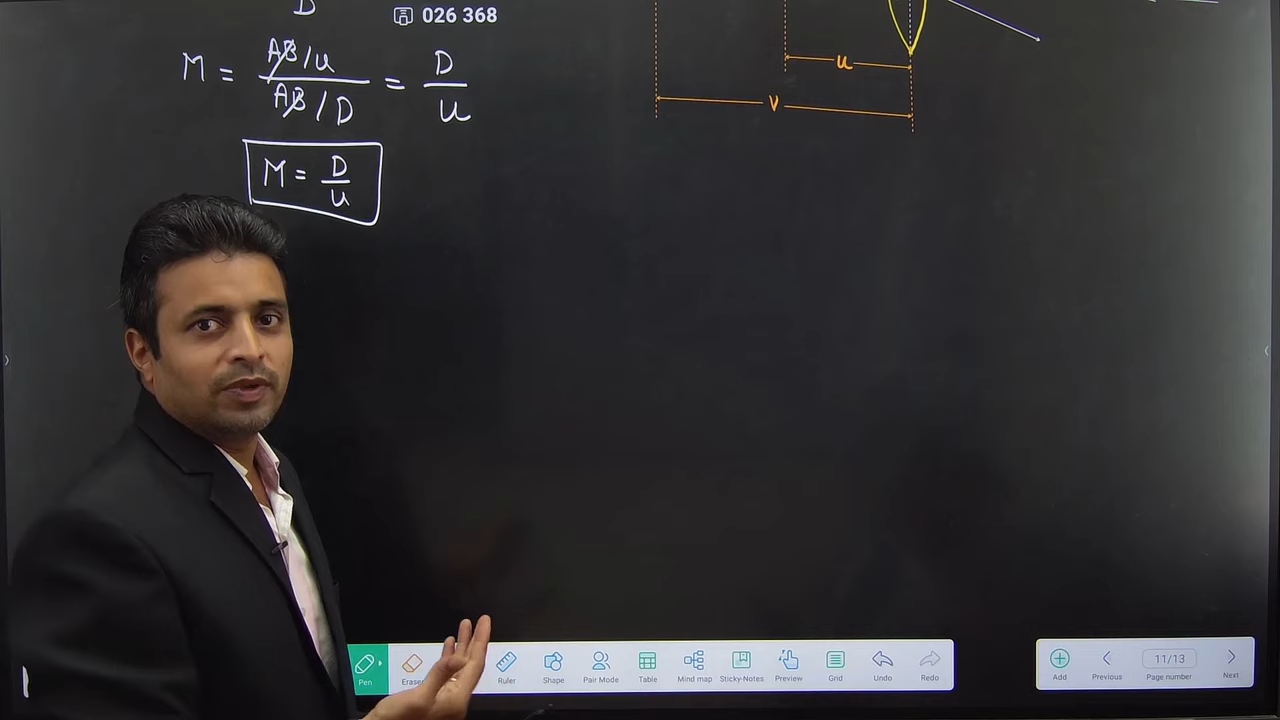 D
026 368
M = AB/u / AB/D = D/u
M = D/u
u
v
Pen
Eraser
Ruler
Shape
Pair Mode
Table
Mind map
Sticky-Notes
Preview
Grid
Undo
Redo
Add
Previous
11/13
Page number
Next